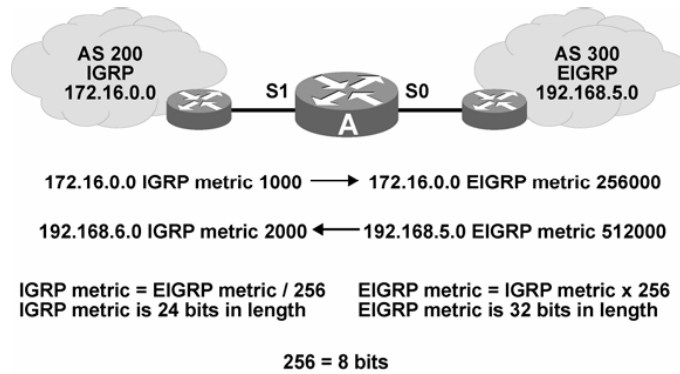 AS 200
IGRP
172.16.0.0
S1
A
S0
AS 300
EIGRP
192.168.5.0
172.16.0.0 IGRP metric 1000
172.16.0.0 EIGRP metric 256000
192.168.6.0 IGRP metric 2000
192.168.5.0 EIGRP metric 512000
IGRP metric = EIGRP metric / 256
IGRP metric is 24 bits in length
EIGRP metric = IGRP metric x 256
EIGRP metric is 32 bits in length
256 = 8 bits